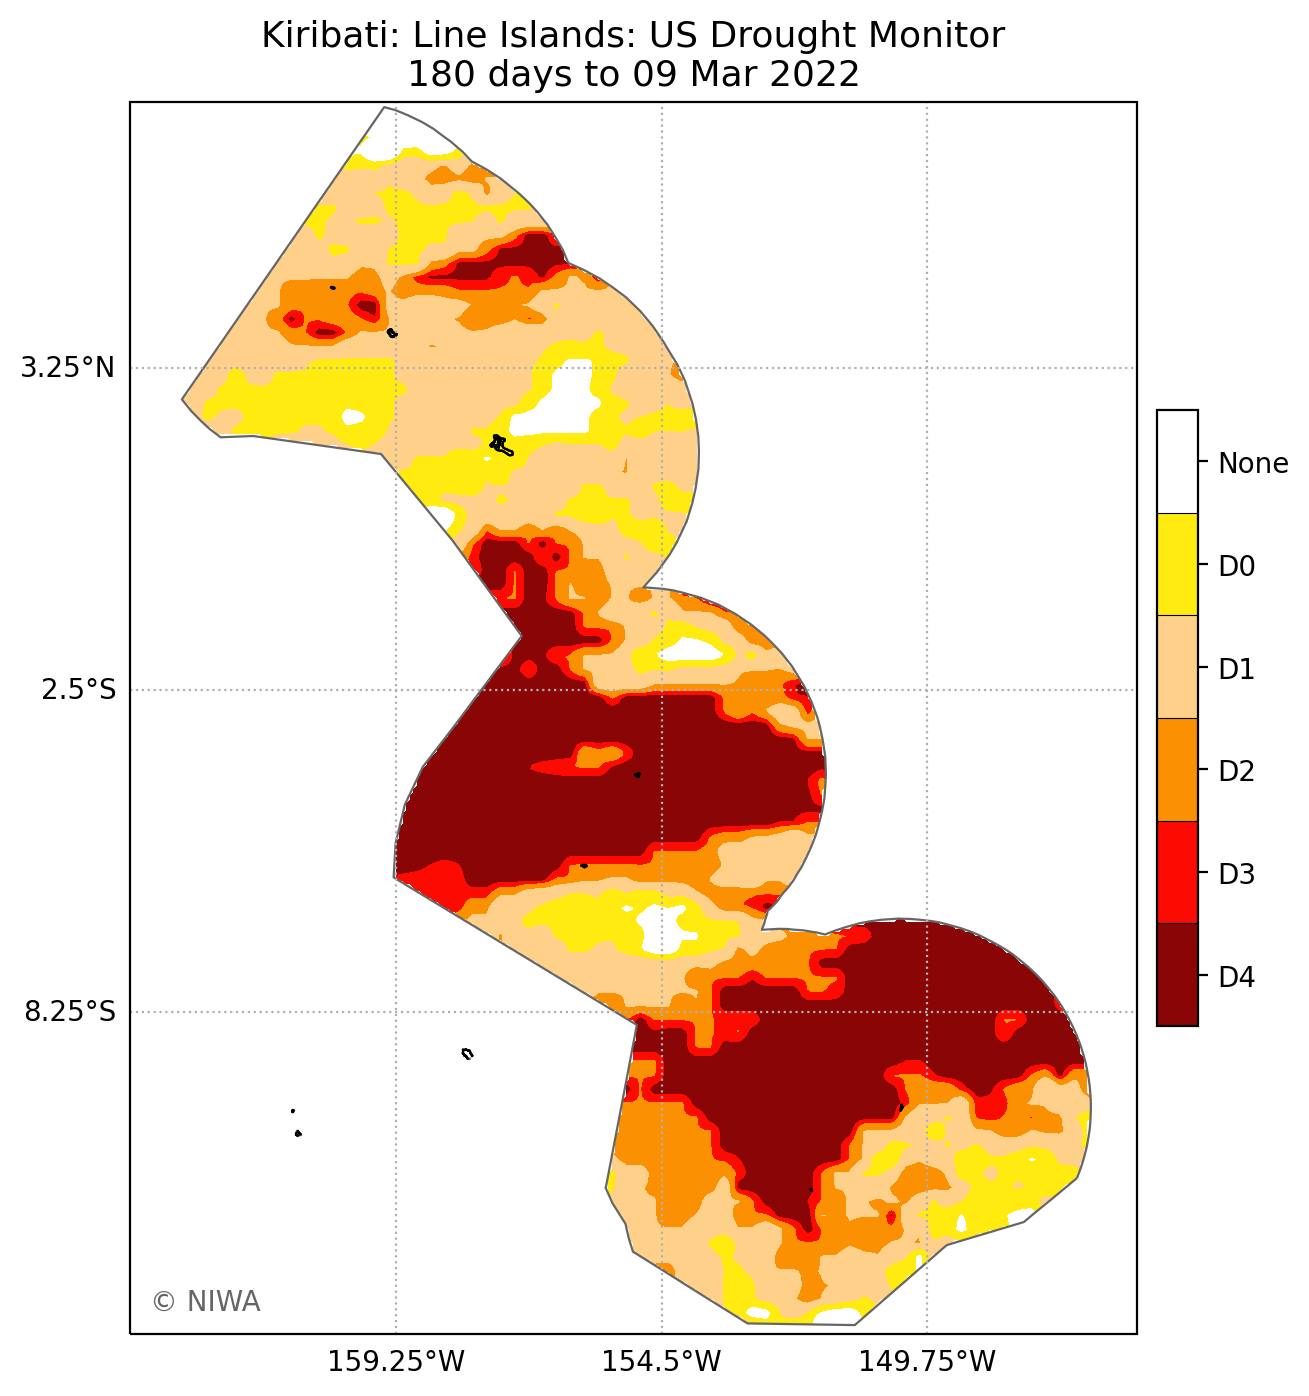 Kiribati: Line Islands: US Drought Monitor
180 days to 09 Mar 2022
3.25°N
2.5°S
8.25°S
159.25°W
154.5°W
149.75°W
None
D0
D1
D2
D3
D4
© NIWA